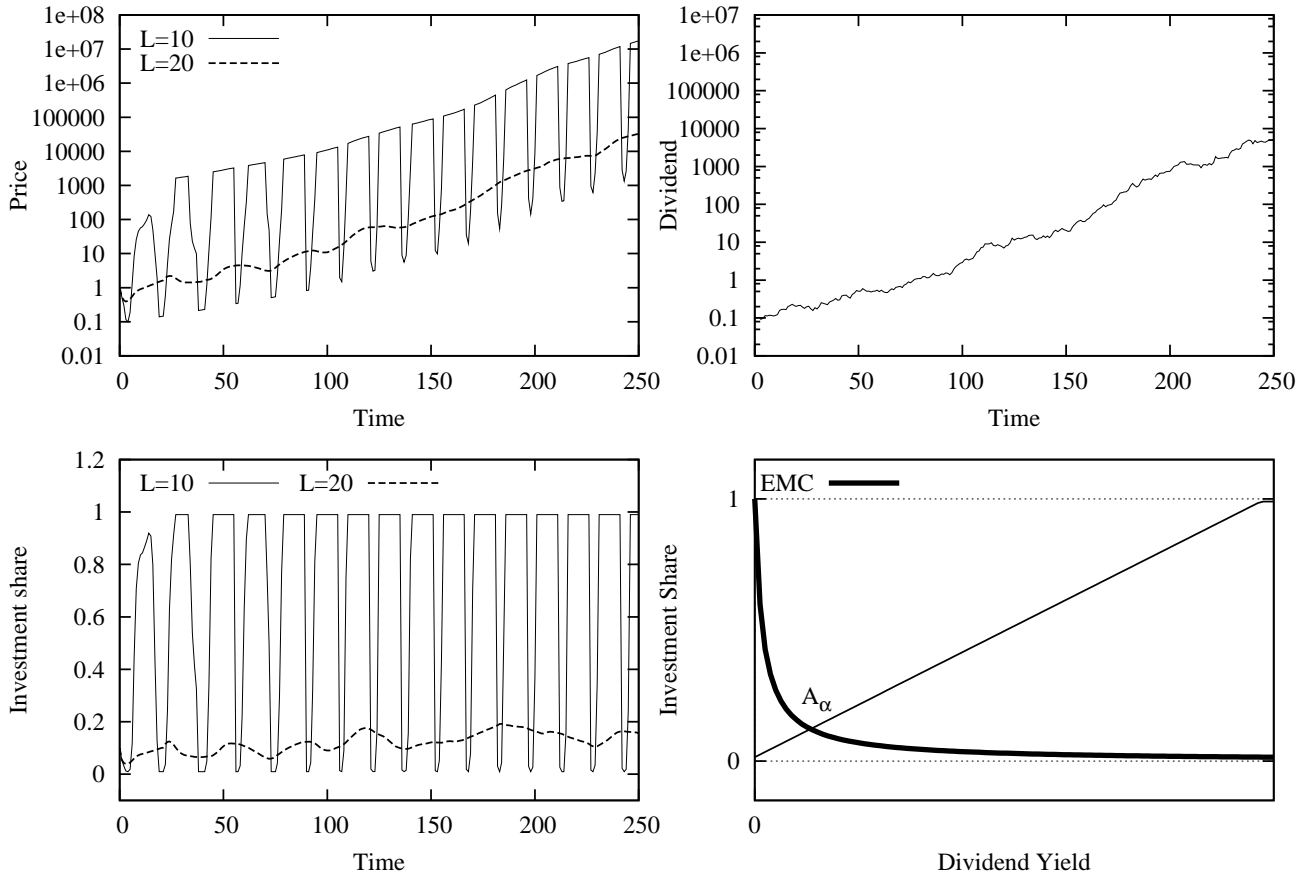 1e+08
1e+07
1e+06
100000
10000
1000
100
10
1
0.1
0.01
Price
L=10
L=20
0 50 100 150 200 250
Time
1e+07
1e+06
100000
10000
1000
100
10
1
0.1
0.01
Dividend
0 50 100 150 200 250
Time
1.2
1
0.8
0.6
0.4
0.2
0
Investment share
L=10 L=20
0 50 100 150 200 250
Time
EMC
1
0
Investment Share
Aα
0
Dividend Yield